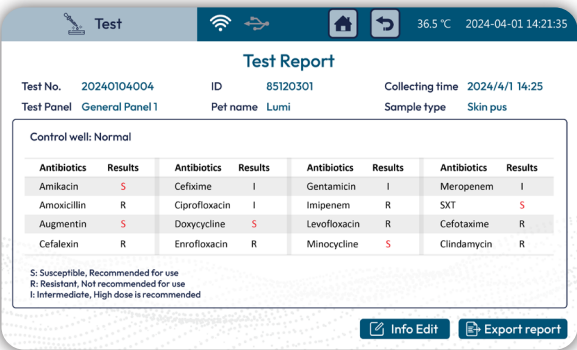 Test 36.5 °C 2024-04-01 14:21:35
Test Report
Test No. 20240104004 ID 85120301 Collecting time 2024/4/1 14:25
Test Panel General Panel 1 Pet name Lumi Sample type Skin pus
Control well: Normal
Antibiotics Results Antibiotics Results Antibiotics Results Antibiotics Results
Amikacin S Cefixime I Gentamicin I Meropenem I
Amoxicillin R Ciprofloxacin I Imipenem R SXT S
Augmentin S Doxycycline S Levofloxacin R Cefotaxime R
Cefalexin R Enrofloxacin R Minocycline S Clindamycin R
S: Susceptible, Recommended for use
R: Resistant, Not recommended for use
I: Intermediate, High dose is recommended
Info Edit Export report